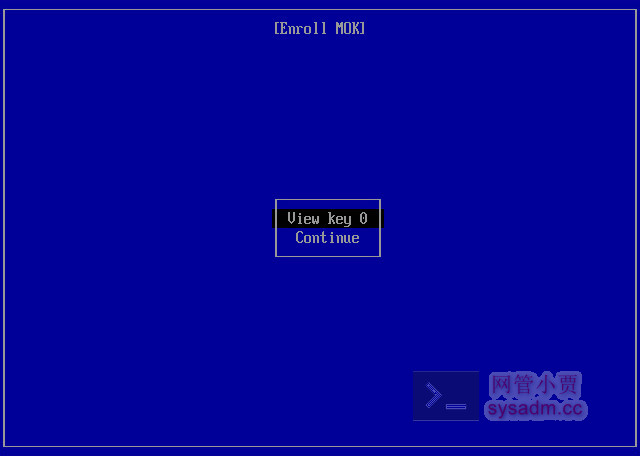 [Enroll MOK]
View key 0
Continue
>_
网管小贾
sysadm.cc